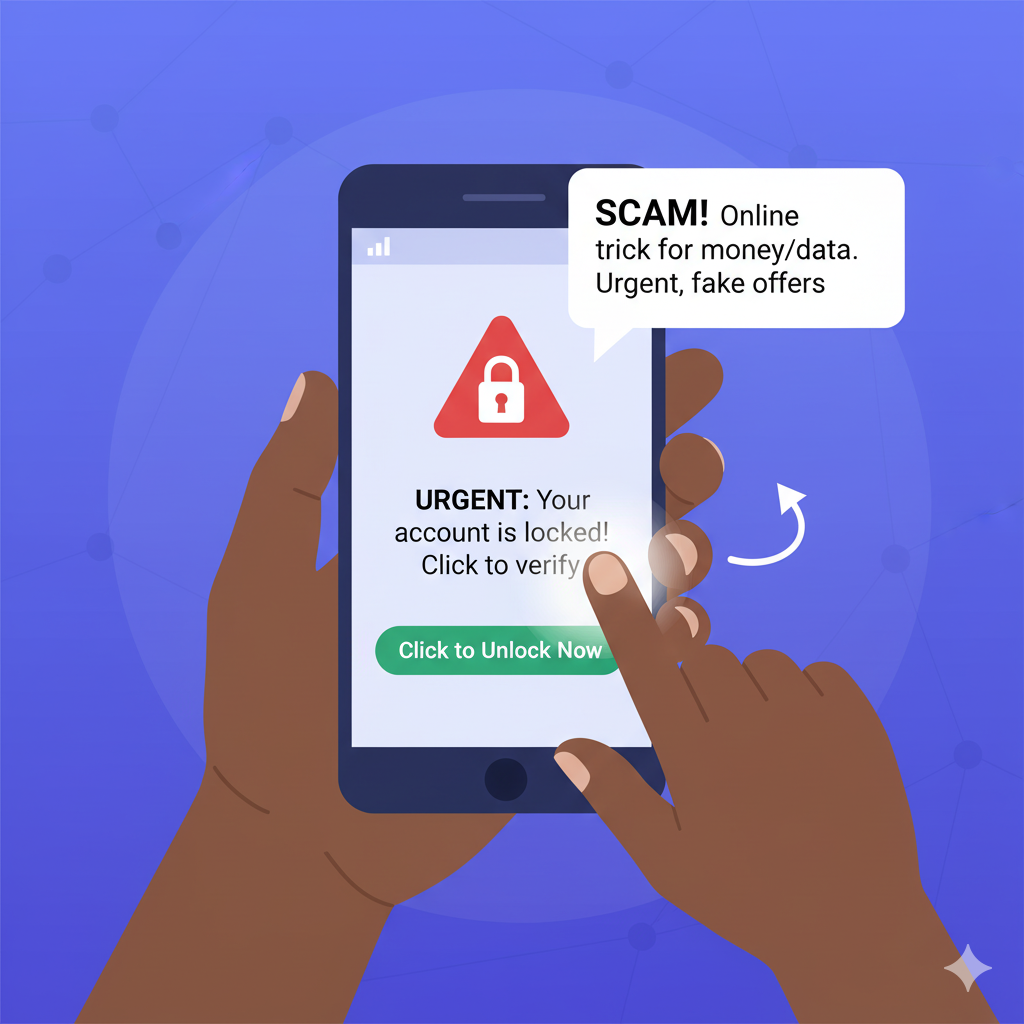 SCAM! Online
trick for money/data.
Urgent, fake offers
URGENT: Your
account is locked!
Click to verify
Click to Unlock Now